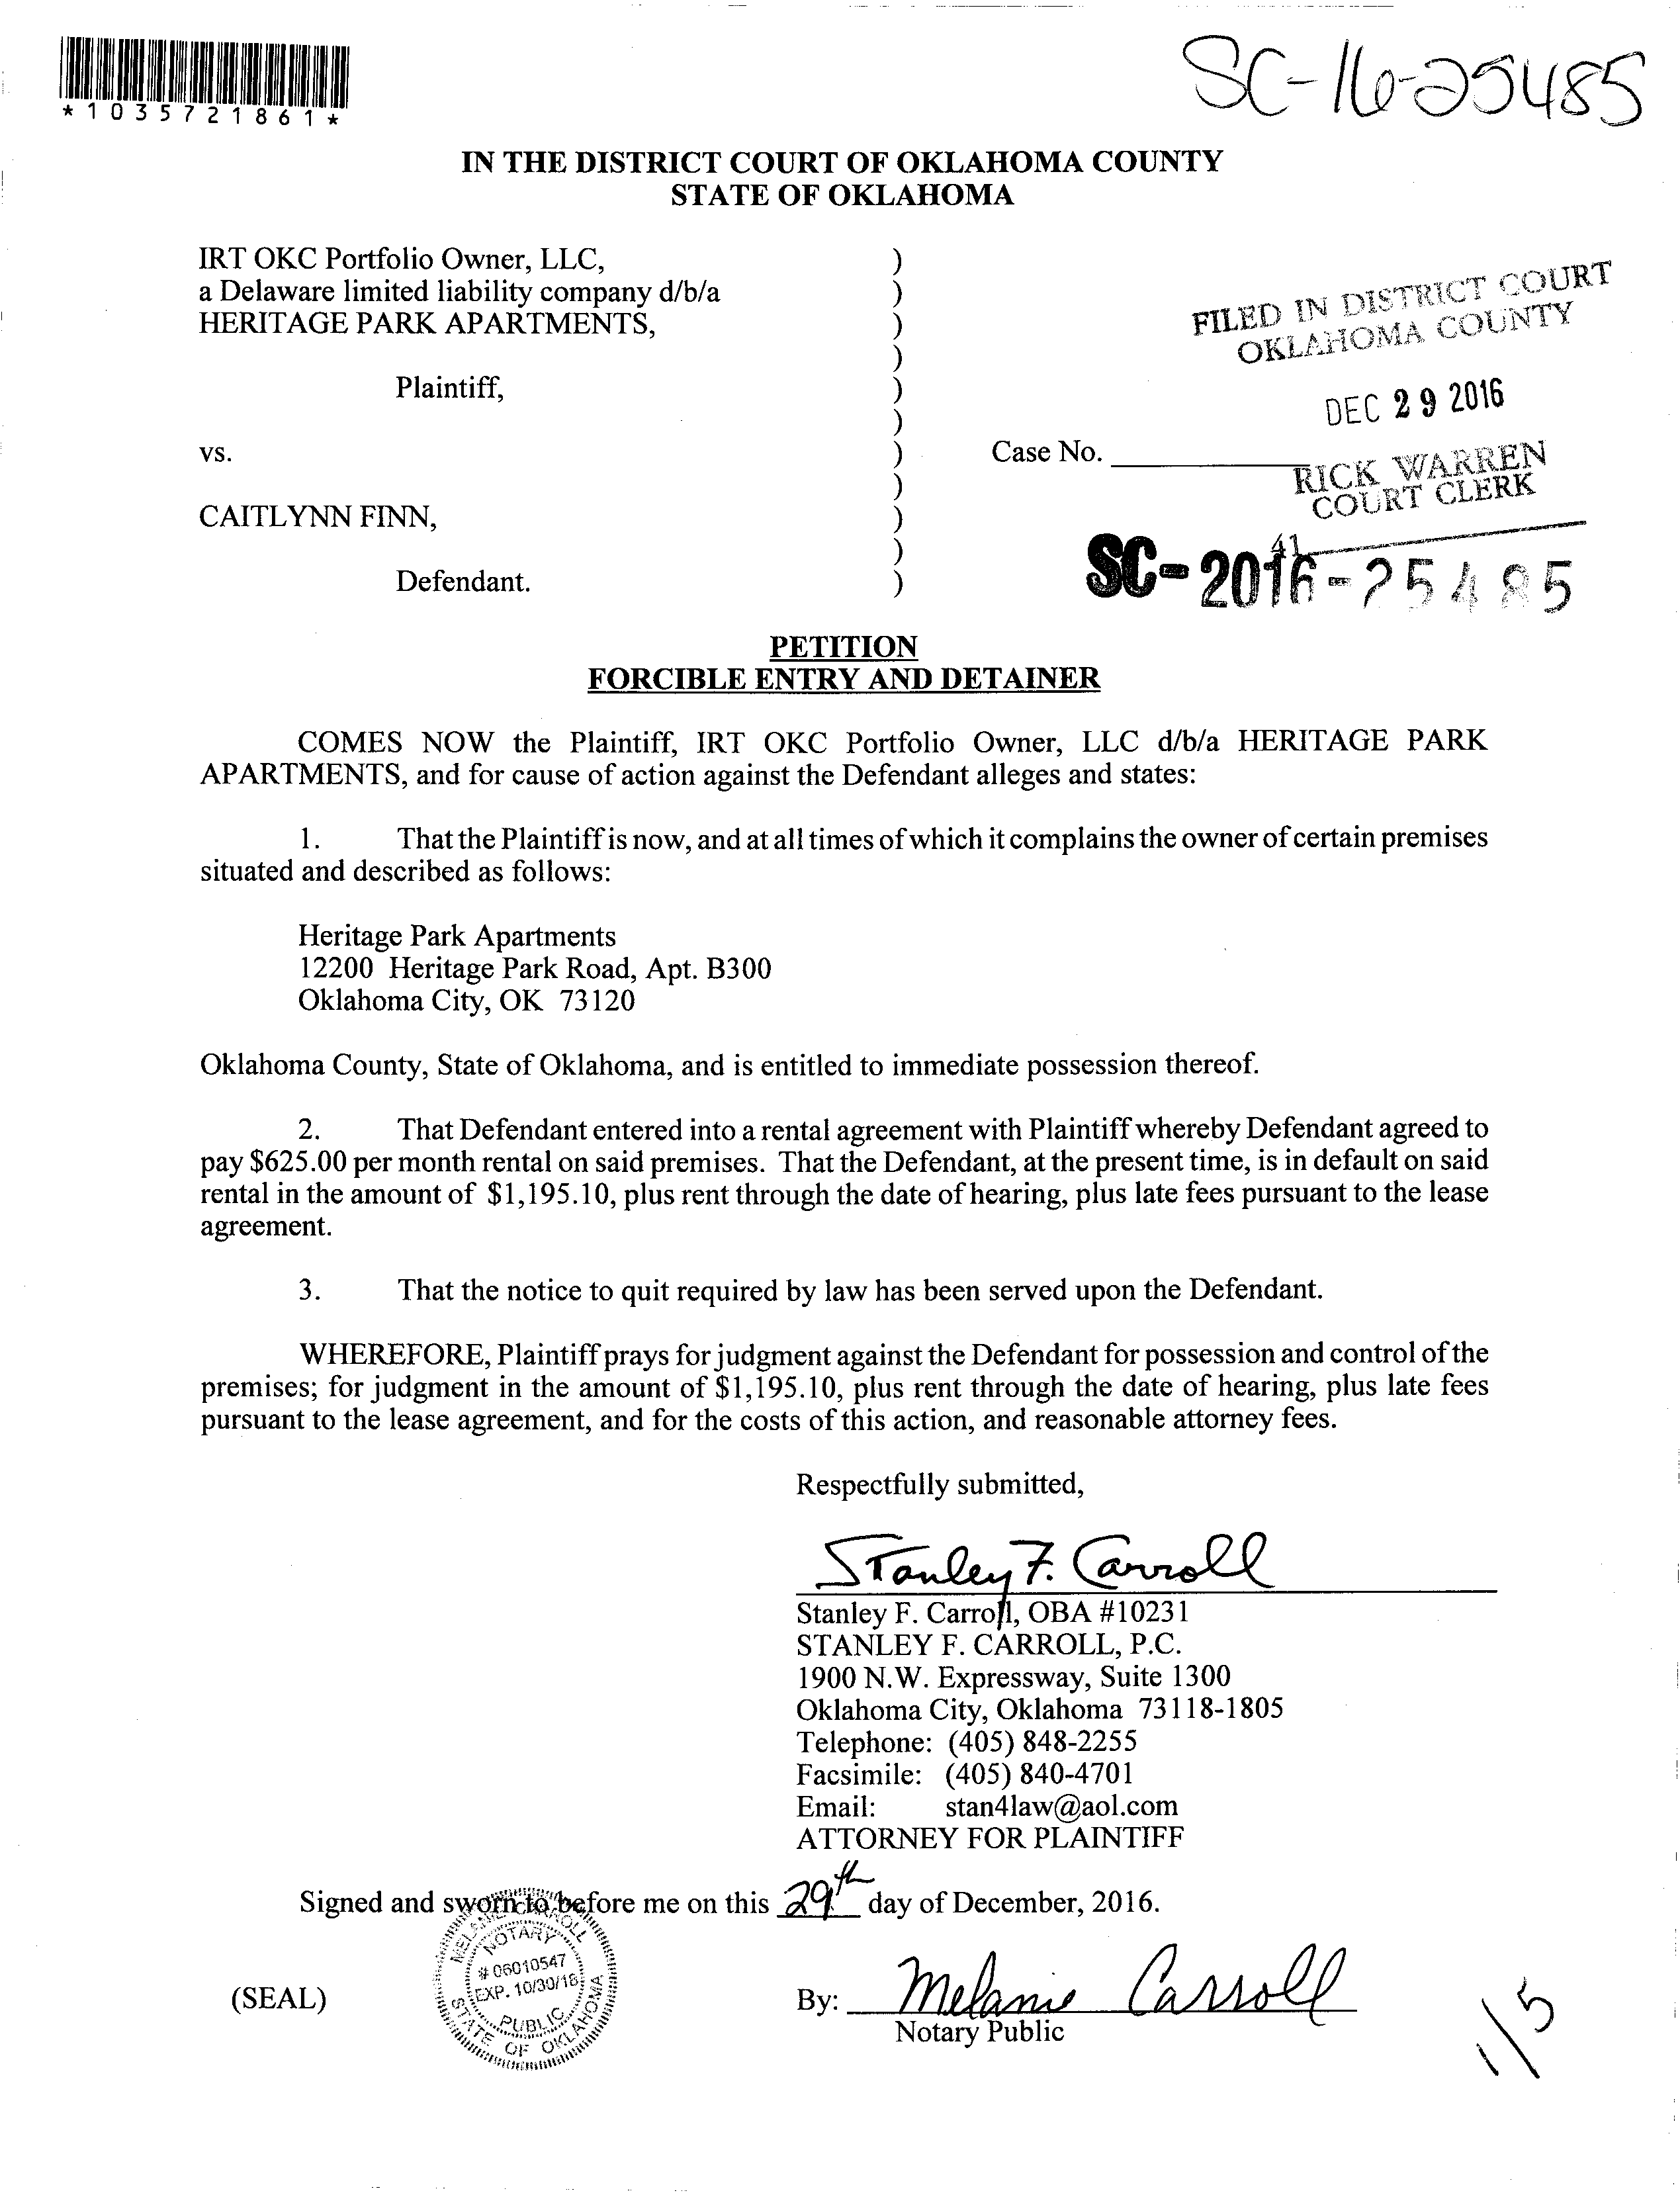 *1035721861*
SC-16-25485
IN THE DISTRICT COURT OF OKLAHOMA COUNTY
STATE OF OKLAHOMA
IRT OKC Portfolio Owner, LLC, )
a Delaware limited liability company d/b/a )
HERITAGE PARK APARTMENTS, )
)
Plaintiff, )
)
vs. ) Case No.
)
CAITLYNN FINN, )
)
Defendant. )
FILED IN DISTRICT COURT
OKLAHOMA COUNTY
DEC 29 2016
RICK WARREN
COURT CLERK
41
SC-2016-25485
PETITION
FORCIBLE ENTRY AND DETAINER
COMES NOW the Plaintiff, IRT OKC Portfolio Owner, LLC d/b/a HERITAGE PARK
APARTMENTS, and for cause of action against the Defendant alleges and states:
1. That the Plaintiff is now, and at all times of which it complains the owner of certain premises
situated and described as follows:
Heritage Park Apartments
12200 Heritage Park Road, Apt. B300
Oklahoma City, OK 73120
Oklahoma County, State of Oklahoma, and is entitled to immediate possession thereof.
2. That Defendant entered into a rental agreement with Plaintiff whereby Defendant agreed to
pay $625.00 per month rental on said premises. That the Defendant, at the present time, is in default on said
rental in the amount of $1,195.10, plus rent through the date of hearing, plus late fees pursuant to the lease
agreement.
3. That the notice to quit required by law has been served upon the Defendant.
WHEREFORE, Plaintiff prays for judgment against the Defendant for possession and control of the
premises; for judgment in the amount of $1,195.10, plus rent through the date of hearing, plus late fees
pursuant to the lease agreement, and for the costs of this action, and reasonable attorney fees.
Respectfully submitted,
Stanley F. Carroll
Stanley F. Carroll, OBA #10231
STANLEY F. CARROLL, P.C.
1900 N.W. Expressway, Suite 1300
Oklahoma City, Oklahoma 73118-1805
Telephone: (405) 848-2255
Facsimile: (405) 840-4701
Email: stan4law@aol.com
ATTORNEY FOR PLAINTIFF
Signed and sworn to before me on this 29th day of December, 2016.
MELANIE CARROLL
NOTARY
# 06010547
EXP. 10/30/18
PUBLIC
STATE OF OKLAHOMA
(SEAL)
By: Melanie Carroll
Notary Public
1/5